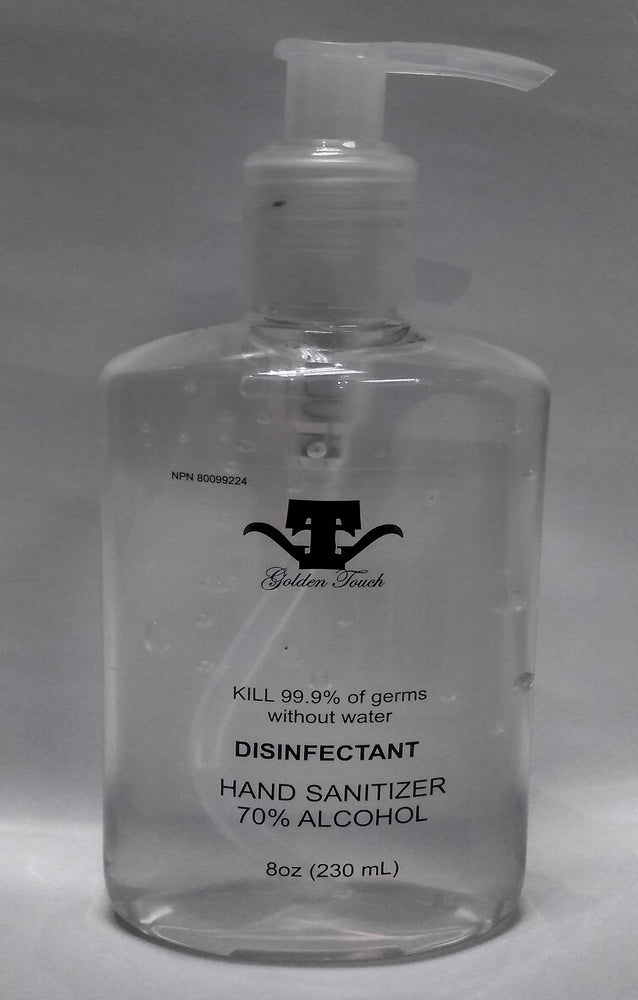 NPN 80099224
Golden Touch
KILL 99.9% of germs
without water
DISINFECTANT
HAND SANITIZER
70% ALCOHOL
8oz (230 mL)